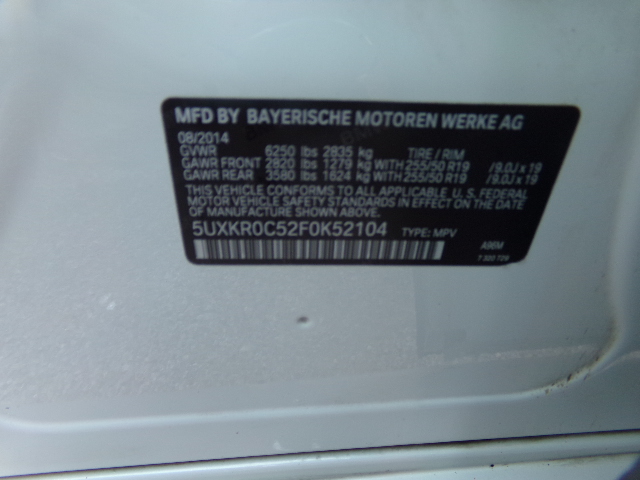 MFD BY BAYERISCHE MOTOREN WERKE AG
08/2014
GVWR 6250 lbs 2835 kg TIRE / RIM
GAWR FRONT 2820 lbs 1279 kg WITH 255/50 R19 /9.0J x 19
GAWR REAR 3580 lbs 1624 kg WITH 255/50 R19 /9.0J x 19
THIS VEHICLE CONFORMS TO ALL APPLICABLE U. S. FEDERAL
MOTOR VEHICLE SAFETY STANDARDS IN EFFECT ON THE DATE
OF MANUFACTURE SHOWN ABOVE.
5UXKR0C52F0K52104 TYPE: MPV
A96M